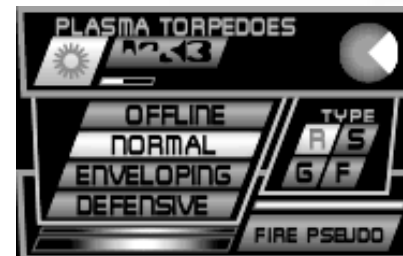 PLASMA TORPEDOES
OFFLINE
NORMAL
ENVELOPING
DEFENSIVE
TYPE
R S
G F
FIRE PSEUDO